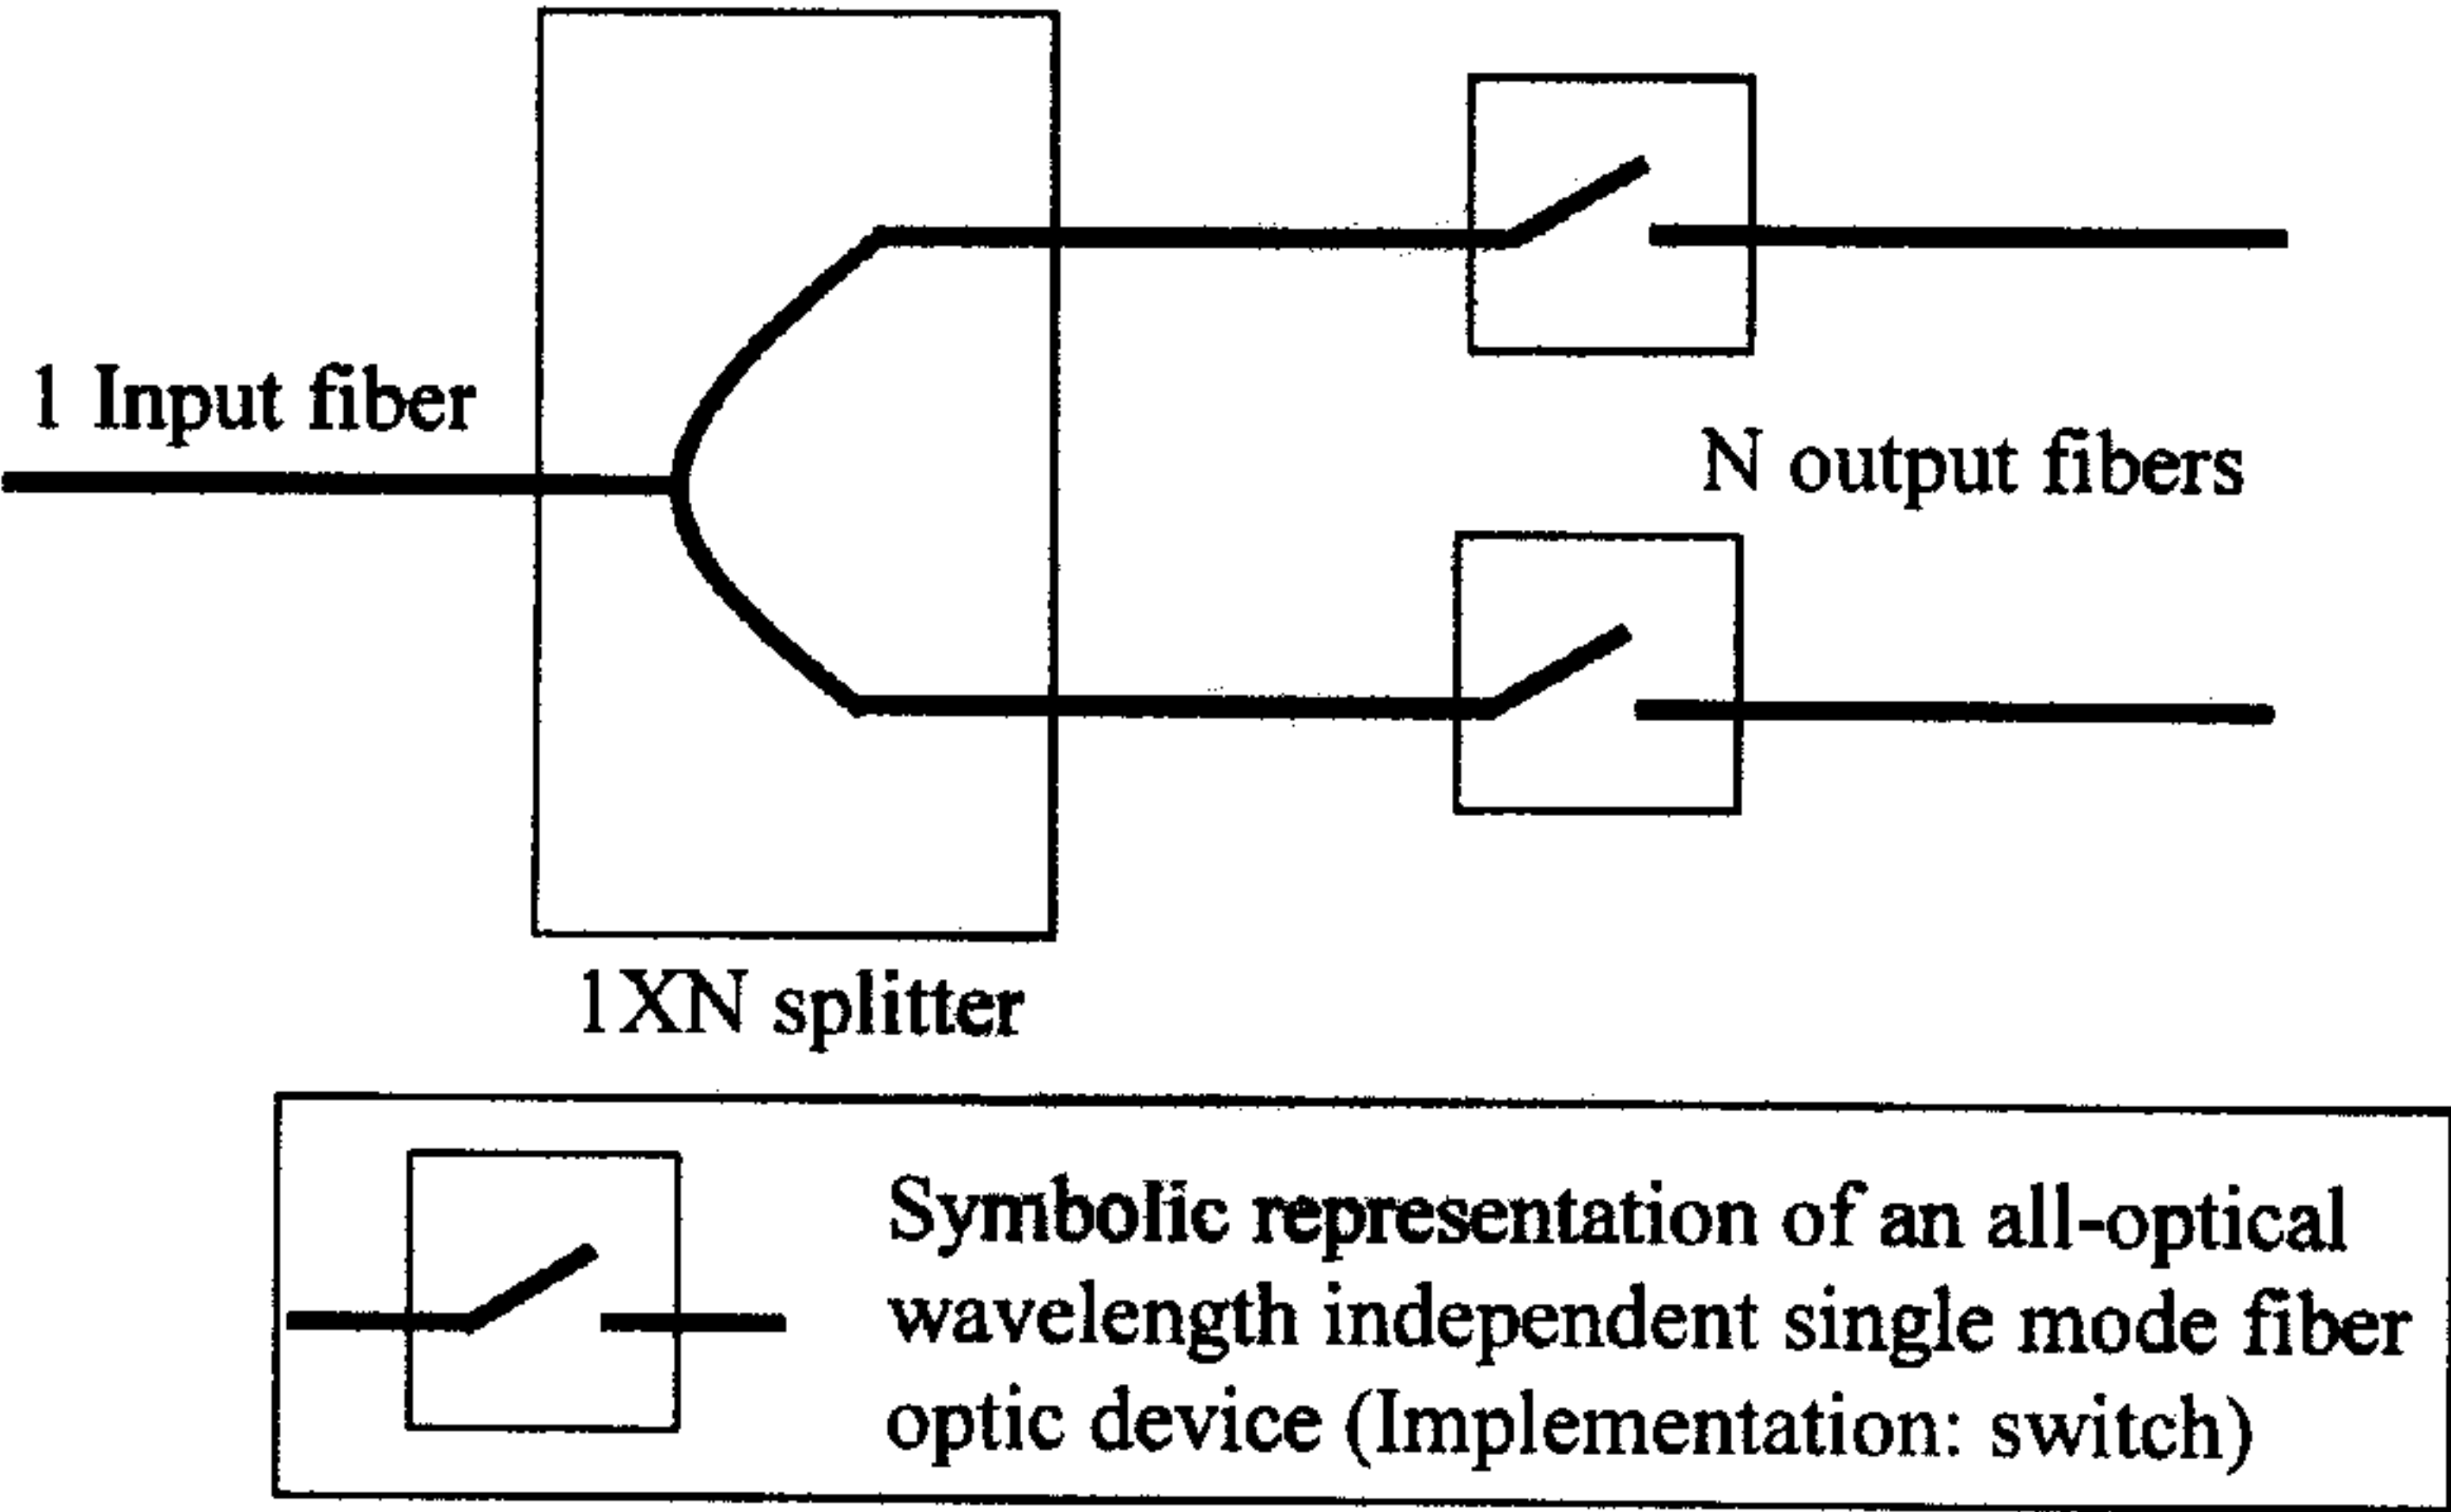 1 Input fiber
N output fibers
1XN splitter
Symbolic representation of an all-optical
wavelength independent single mode fiber
optic device (Implementation: switch)